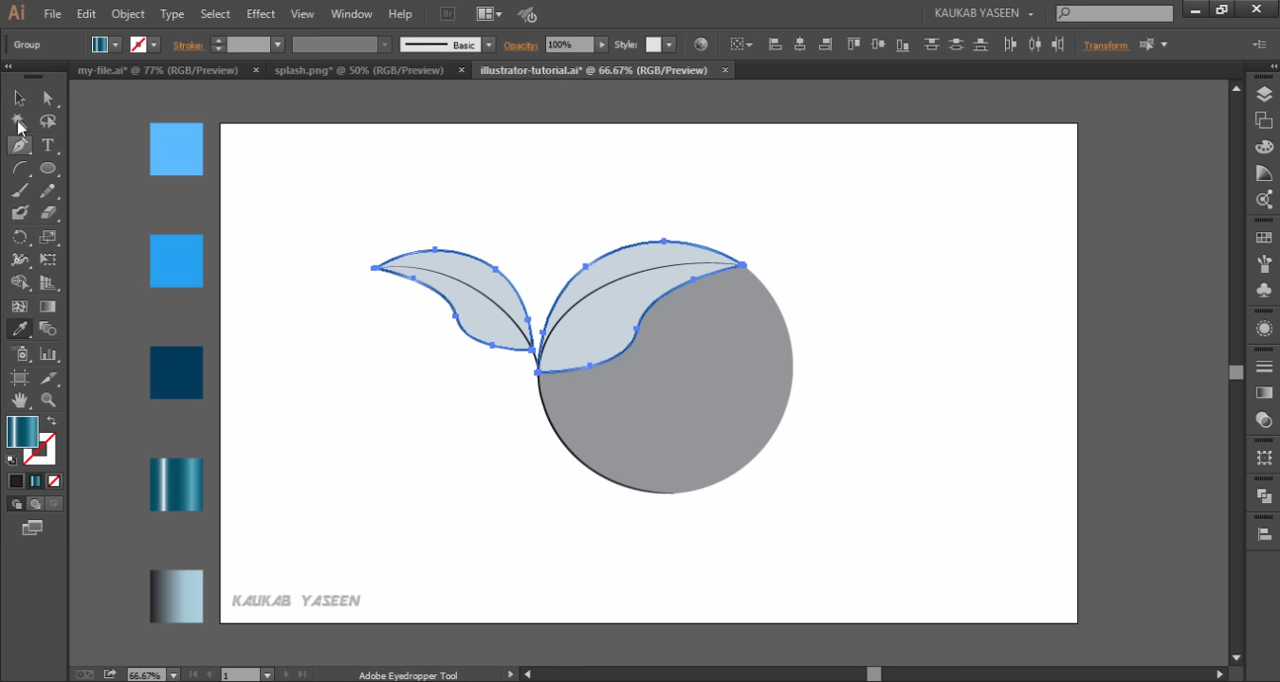 Ai File Edit Object Type Select Effect View Window Help Br KAUKAB YASEEN
Group Stroke: Basic Opacity: 100% Style: Transform
my-file.ai* @ 77% (RGB/Preview) × splash.png* @ 50% (RGB/Preview) × illustrator-tutorial.ai* @ 66.67% (RGB/Preview) ×
T
KAUKAB YASEEN
66.67% 1 Adobe Eyedropper Tool